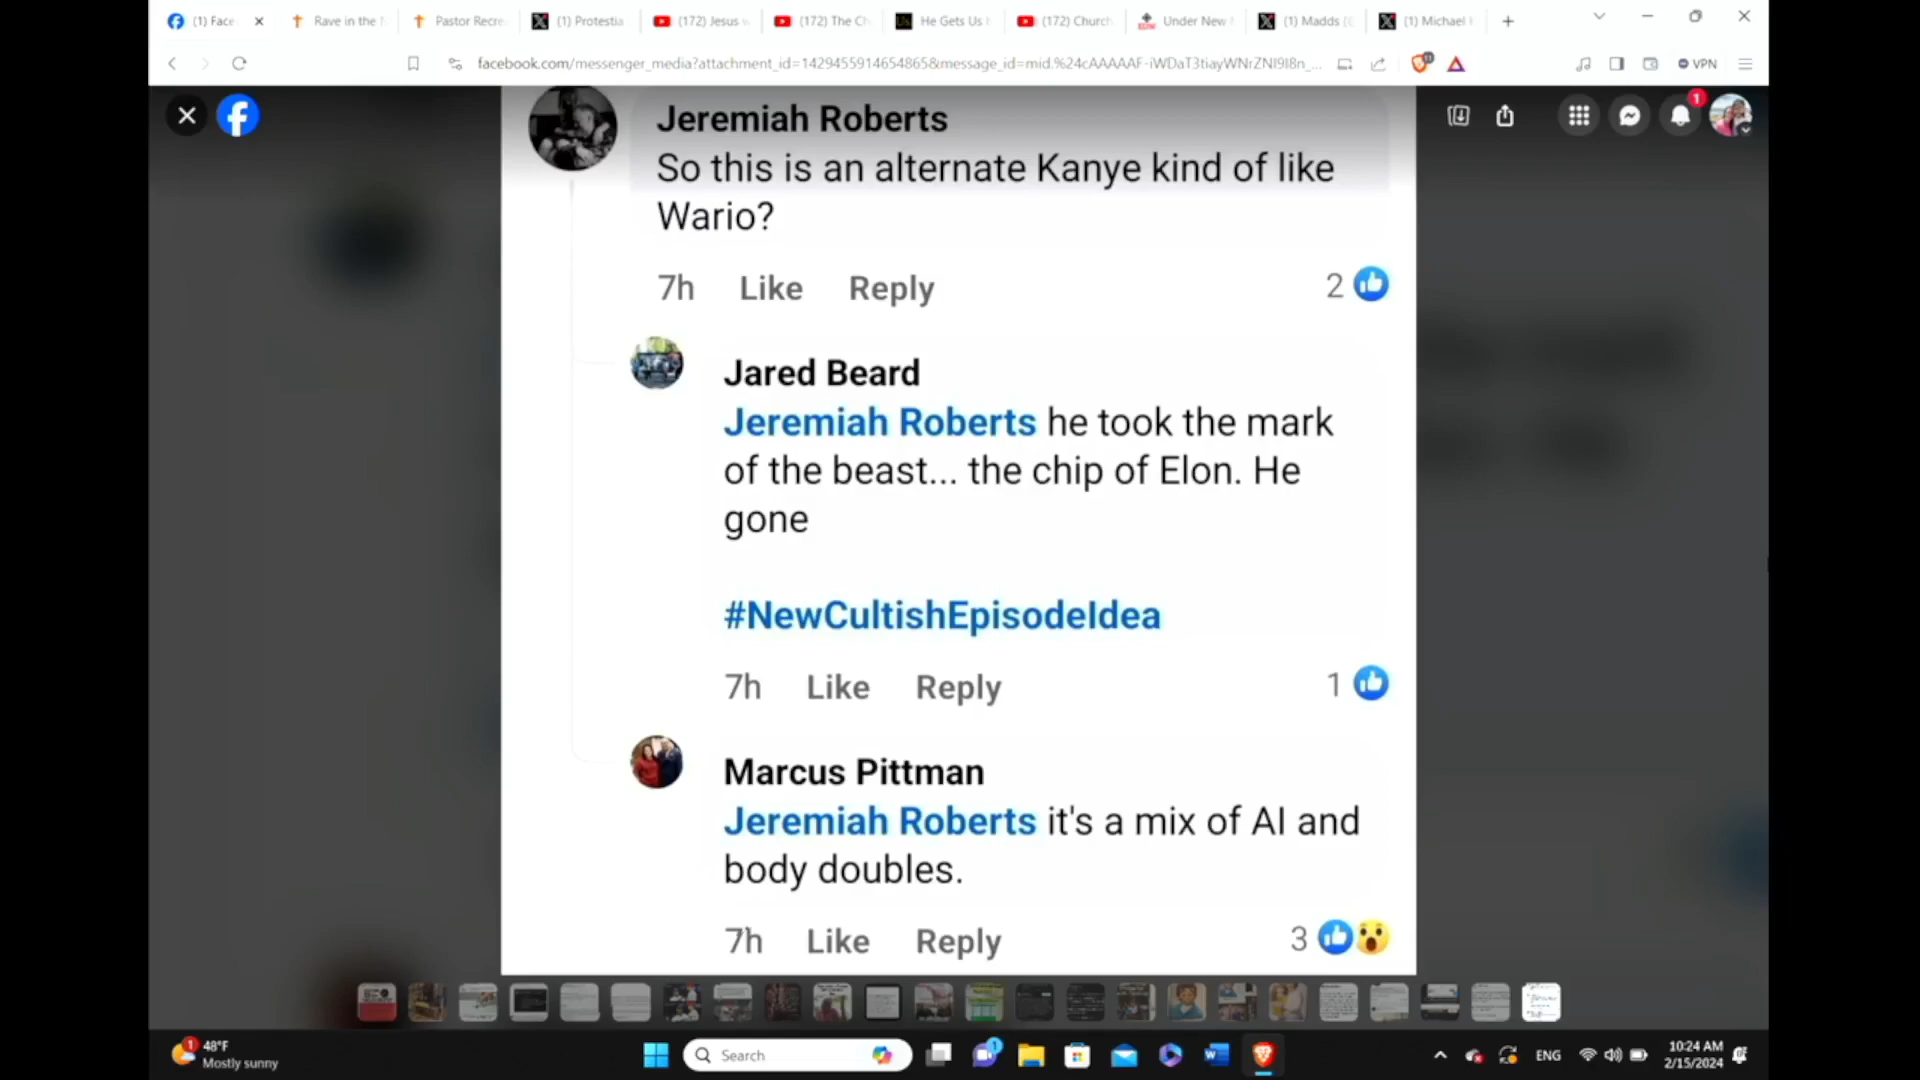 (1) Face
Rave in the
Pastor Recre
(1) Protestia
(172) Jesus w
(172) The Ch
He Gets Us
(172) Church
Under New
(1) Madds (
(1) Michael
facebook.com/messenger_media?attachment_id=1429455914654865&message_id=mid.%24cAAAAAF-iWDaT3tiayWNrZNI9I8n_...
VPN
Jeremiah Roberts
So this is an alternate Kanye kind of like
Wario?
7h Like Reply 2
Jared Beard
Jeremiah Roberts he took the mark
of the beast... the chip of Elon. He
gone
#NewCultishEpisodeIdea
7h Like Reply 1
Marcus Pittman
Jeremiah Roberts it's a mix of AI and
body doubles.
7h Like Reply 3
48°F
Mostly sunny
Search
ENG
10:24 AM
2/15/2024